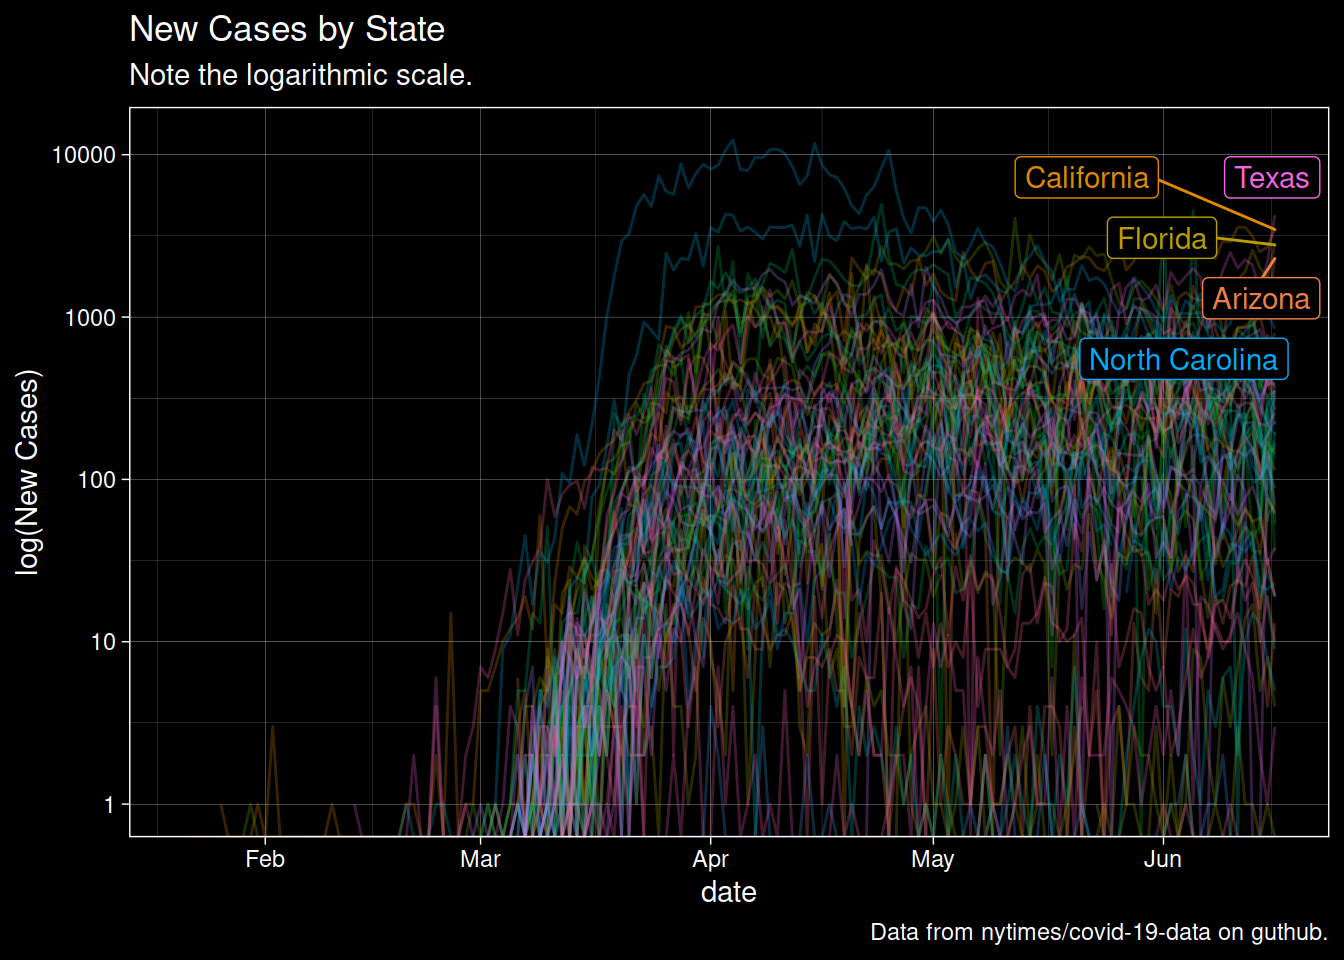 New Cases by State
Note the logarithmic scale.
log(New Cases)
10000
1000
100
10
1
California
Texas
Florida
Arizona
North Carolina
Feb
Mar
Apr
May
Jun
date
Data from nytimes/covid-19-data on guthub.